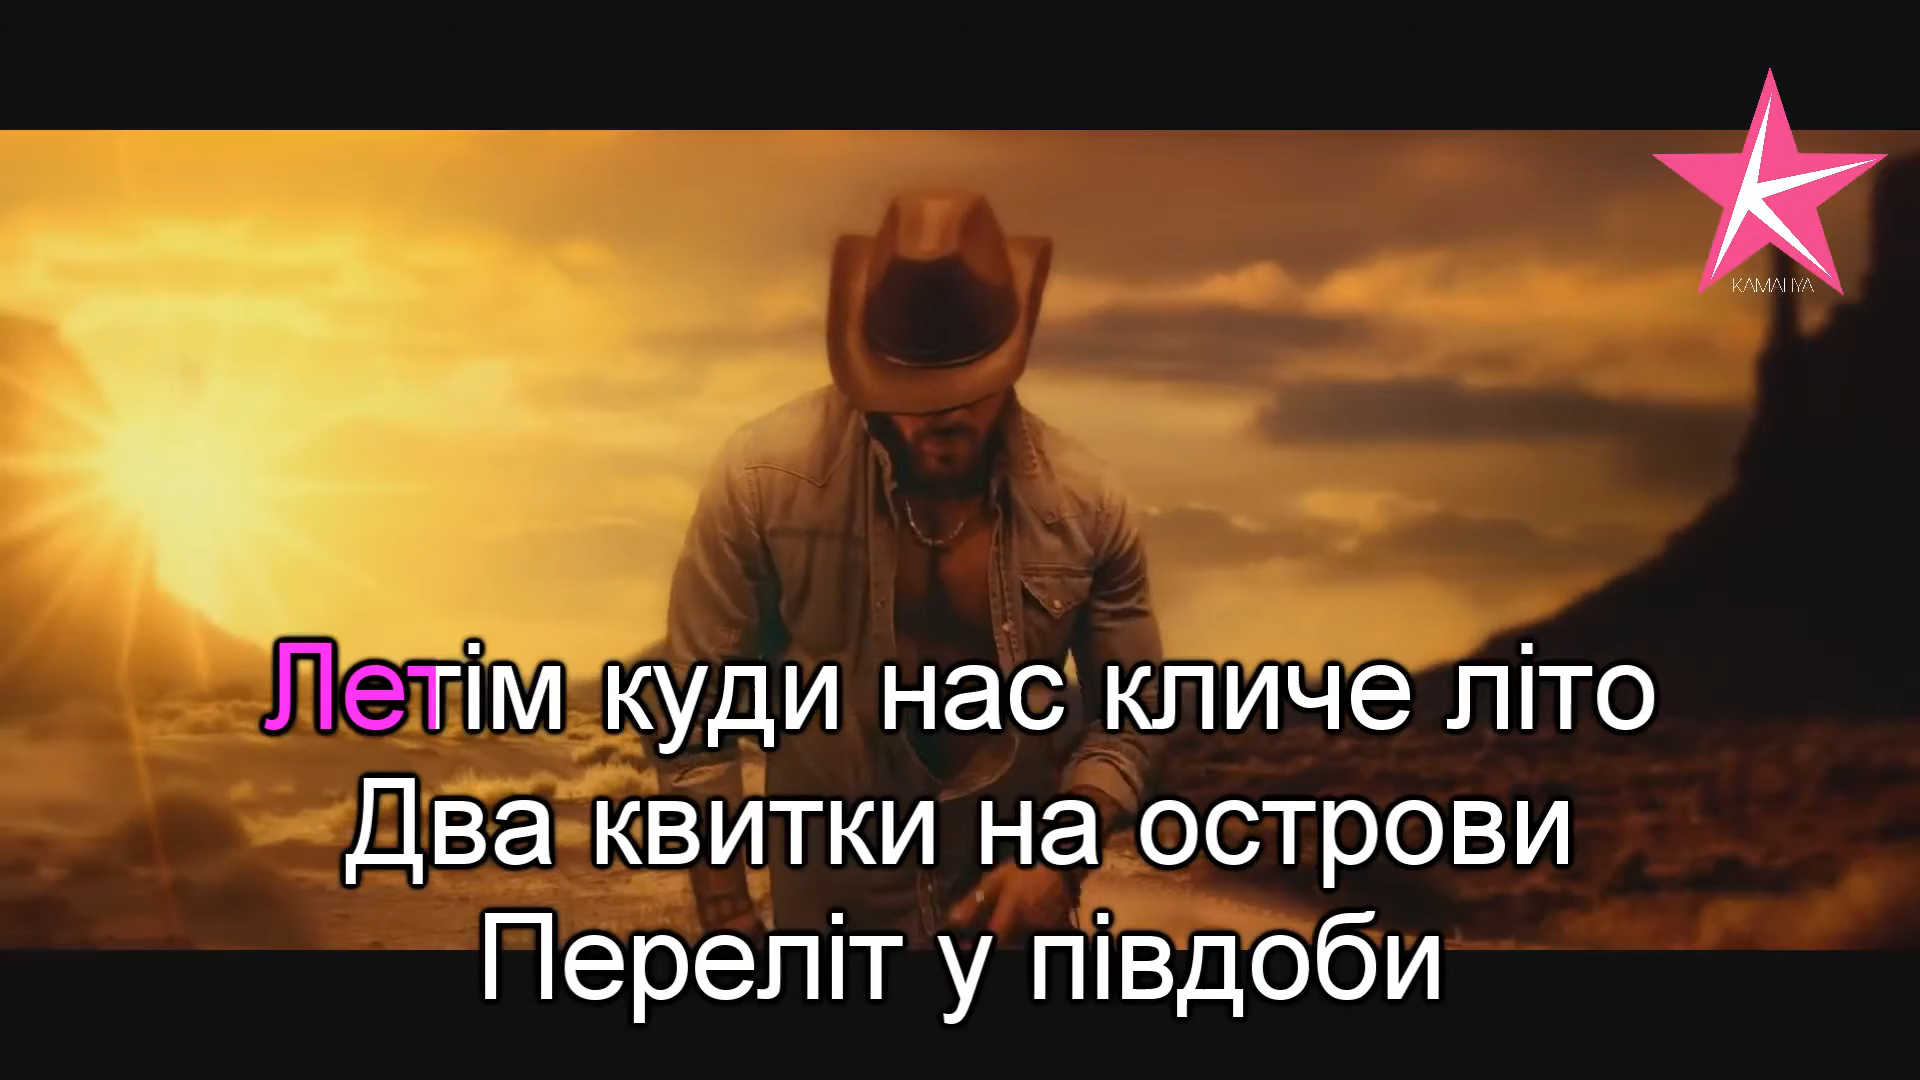 KAMALIYA
Летім куди нас кличе літо
Два квитки на острови
Переліт у півдоби